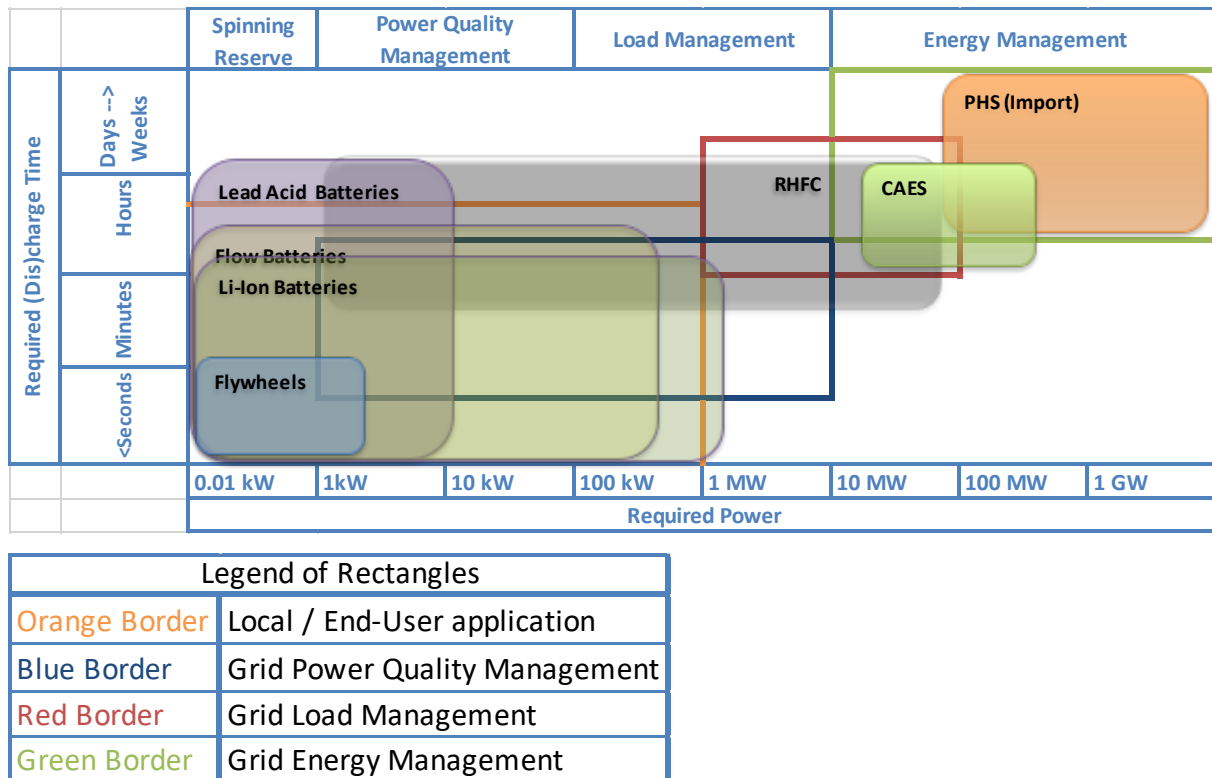 Spinning
Reserve
Power Quality
Management
Load Management
Energy Management
Required (Dis)charge Time
Days -->
Weeks
Hours
Minutes
<Seconds
PHS (Import)
RHFC
CAES
Lead Acid Batteries
Flow Batteries
Li-Ion Batteries
Flywheels
0.01 kW
1kW
10 kW
100 kW
1 MW
10 MW
100 MW
1 GW
Required Power
Legend of Rectangles
Orange Border Local / End-User application
Blue Border Grid Power Quality Management
Red Border Grid Load Management
Green Border Grid Energy Management